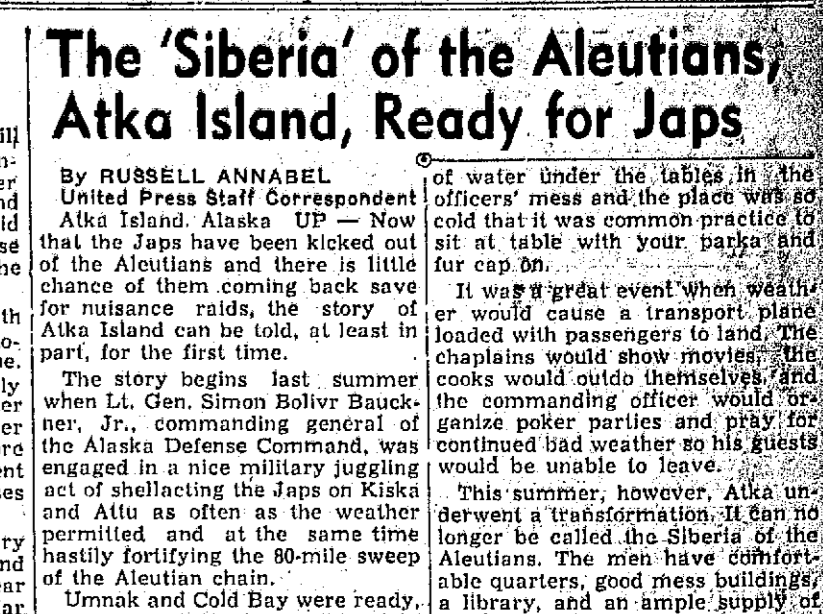 The 'Siberia' of the Aleutians,
Atka Island, Ready for Japs
By RUSSELL ANNABEL
United Press Staff Correspondent
Atka Island, Alaska UP — Now
that the Japs have been kicked out
of the Aleutians and there is little
chance of them coming back save
for nuisance raids, the story of
Atka Island can be told, at least in
part, for the first time.
The story begins last summer
when Lt. Gen. Simon Bolivr Bauck-
ner, Jr., commanding general of
the Alaska Defense Command, was
engaged in a nice military juggling
act of shellacting the Japs on Kiska
and Attu as often as the weather
permitted and at the same time
hastily fortifying the 80-mile sweep
of the Aleutian chain.
Umnak and Cold Bay were ready,
of water under the tables in the
officers' mess and the place was so
cold that it was common practice to
sit at table with your parka and
fur cap on.
It was a great event when weath-
er would cause a transport plane
loaded with passengers to land. The
chaplains would show movies, the
cooks would outdo themselves, and
the commanding officer would or-
ganize poker parties and pray for
continued bad weather so his guests
would be unable to leave.
This summer, however, Atka un-
derwent a transformation. It can no
longer be called the Siberia of the
Aleutians. The men have comfort-
able quarters, good mess buildings,
a library, and an ample supply of